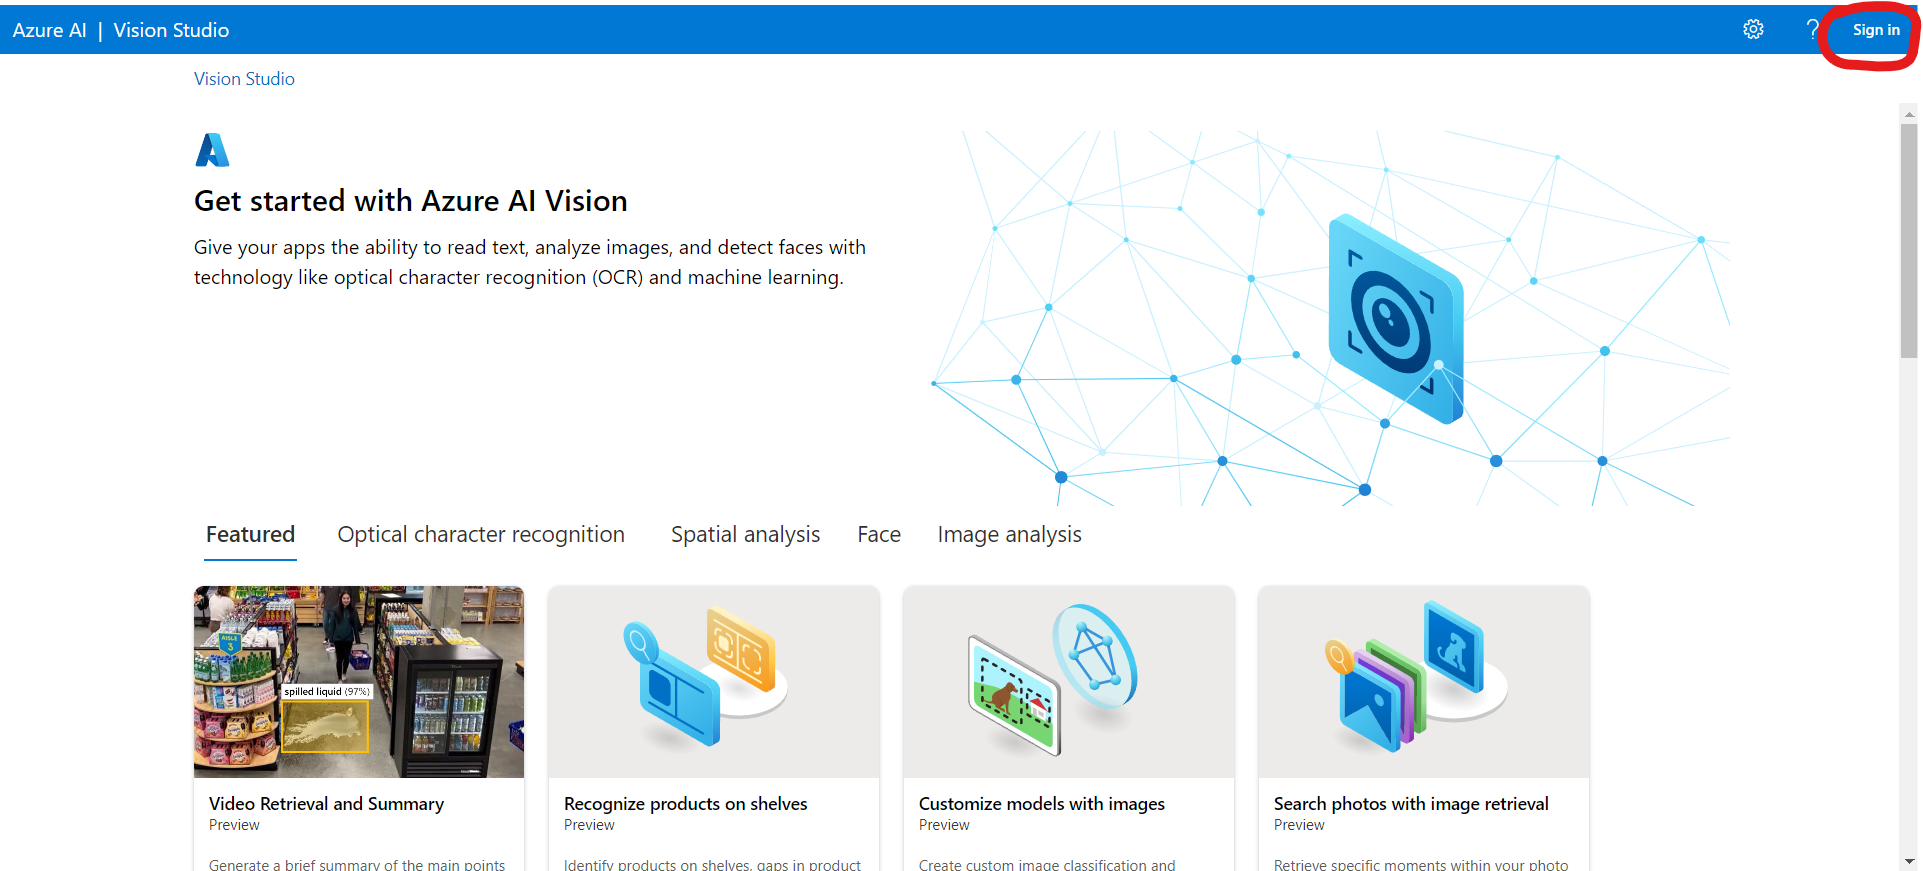 Azure AI | Vision Studio
? Sign in
Vision Studio
Get started with Azure AI Vision
Give your apps the ability to read text, analyze images, and detect faces with
technology like optical character recognition (OCR) and machine learning.
Featured Optical character recognition Spatial analysis Face Image analysis
AISLE
3
spilled liquid (97%)
Video Retrieval and Summary
Preview
Generate a brief summary of the main points
Recognize products on shelves
Preview
Identify products on shelves, gaps in product
Customize models with images
Preview
Create custom image classification and
Search photos with image retrieval
Preview
Retrieve specific moments within your photo